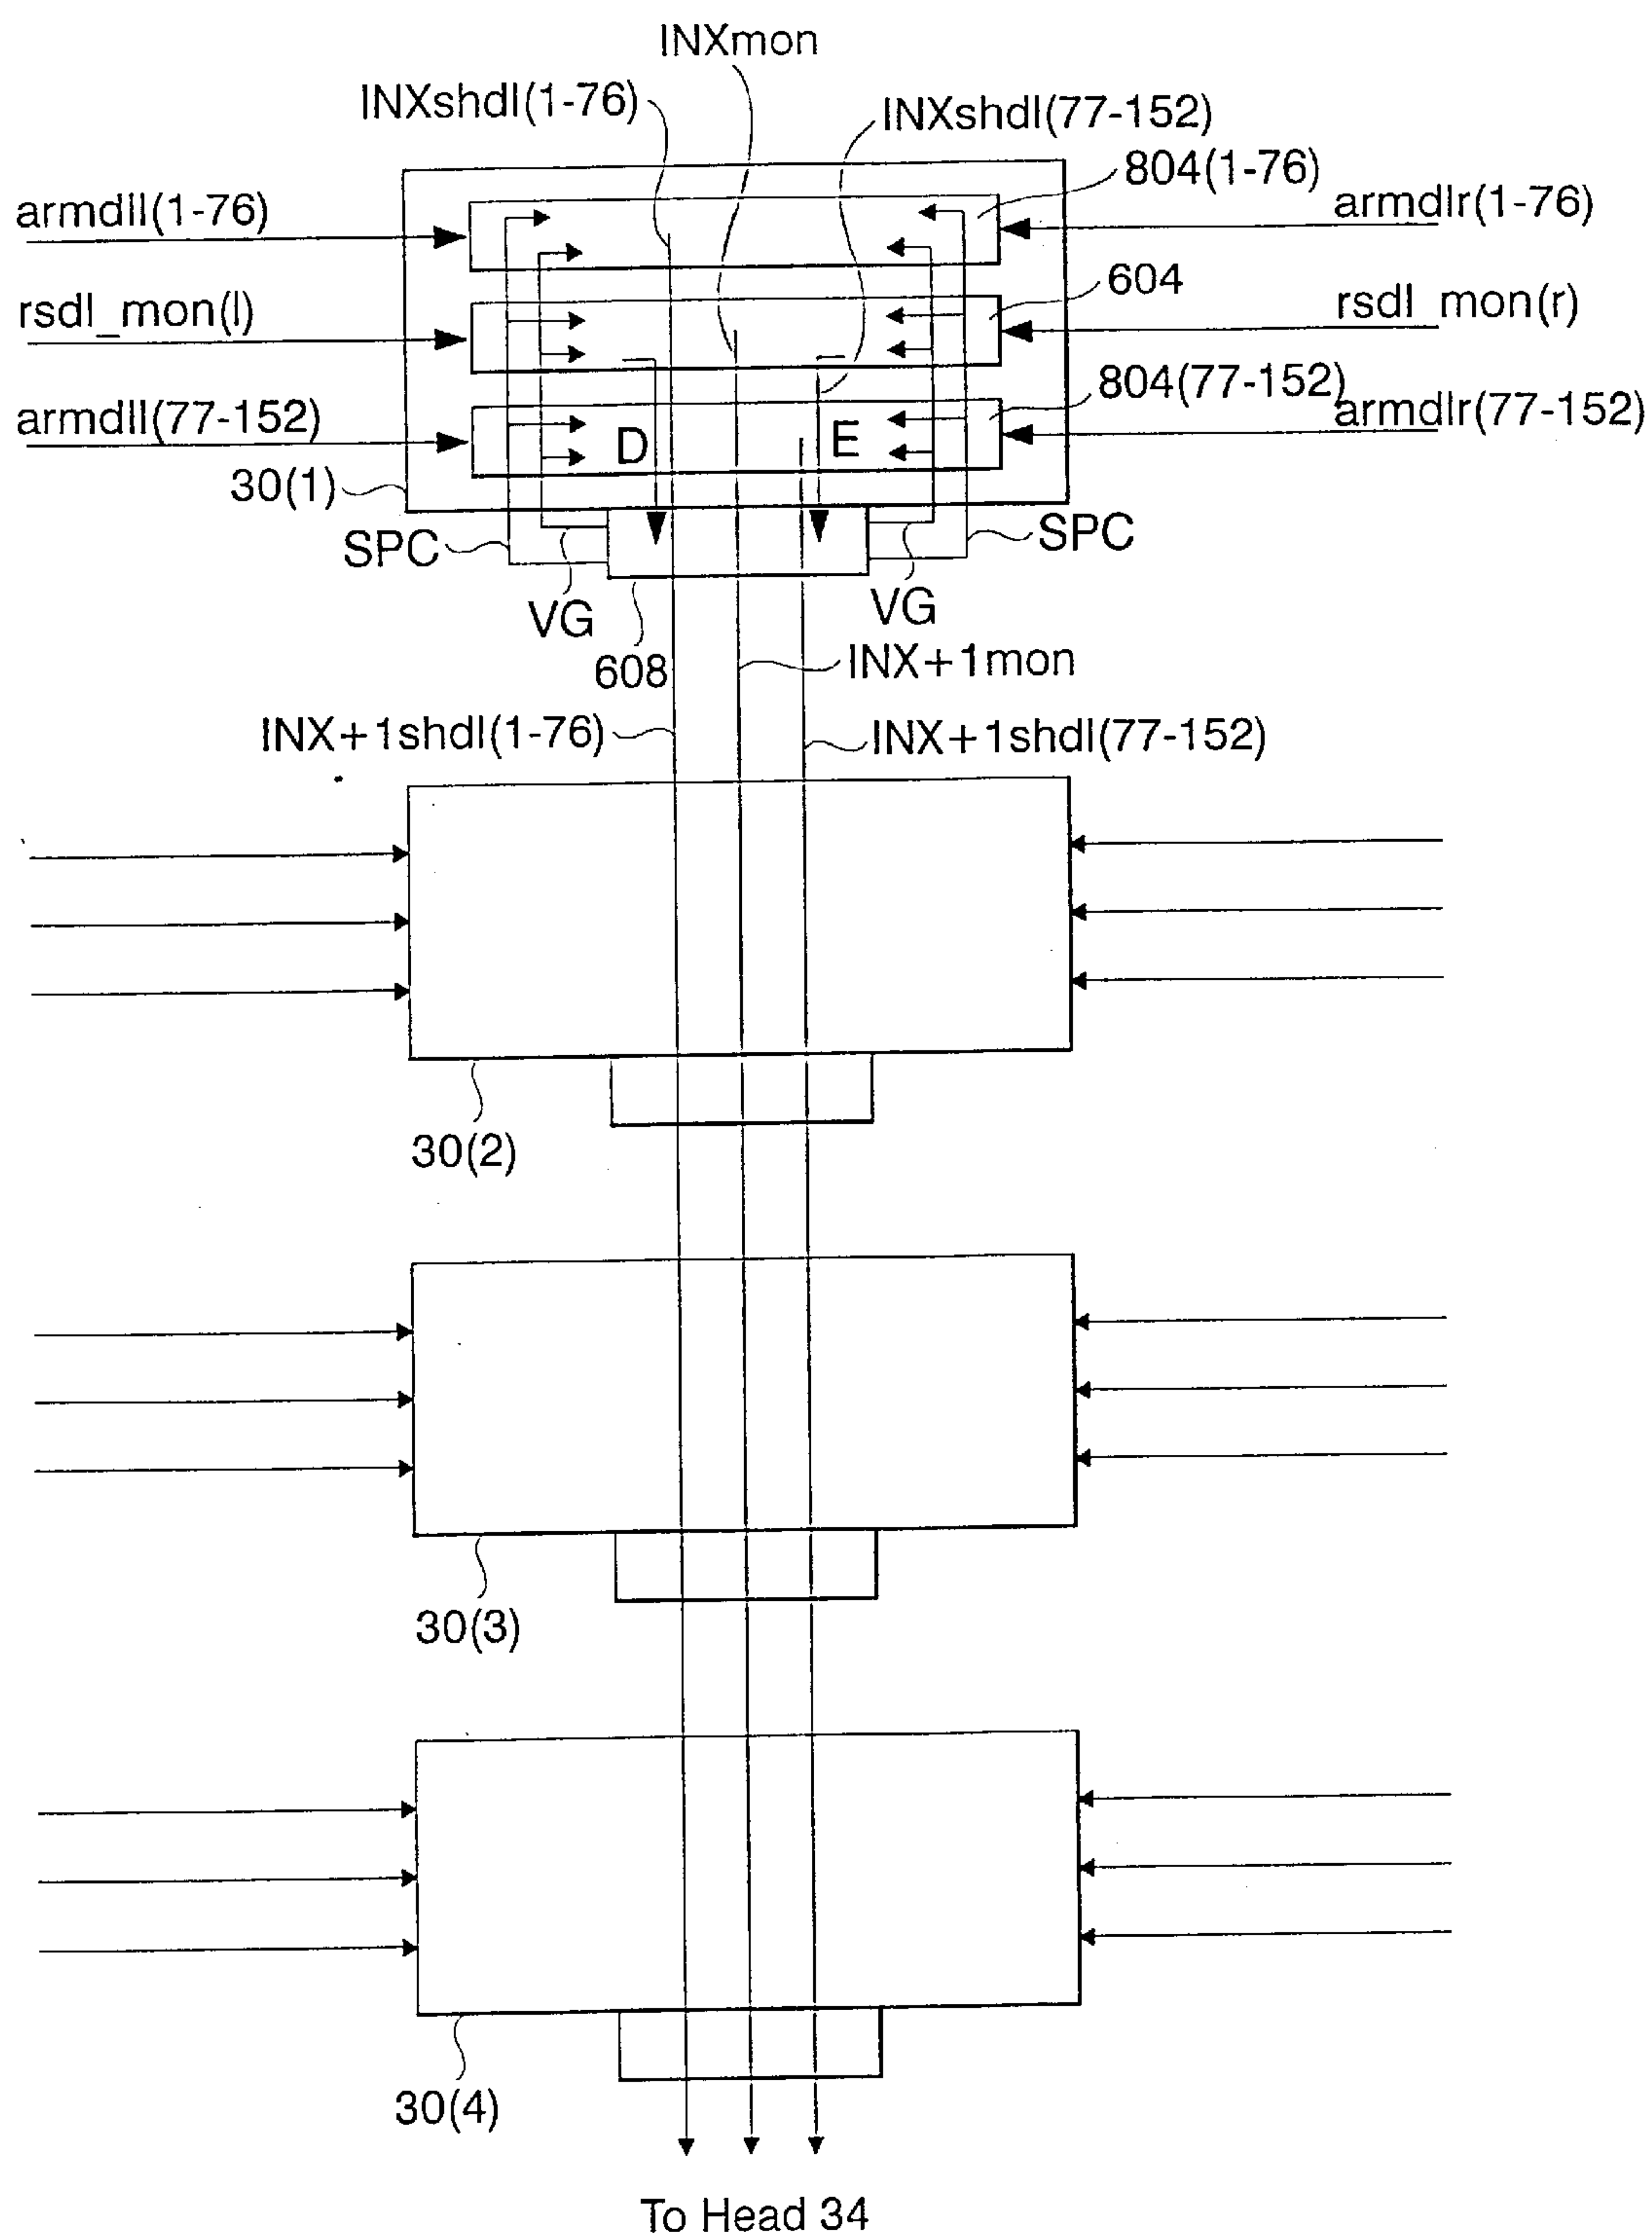 INXmon
INXshdl(1-76)
INXshdl(77-152)
804(1-76)
armdll(1-76)
armdlr(1-76)
604
rsdl_mon(l)
rsdl mon(r)
804(77-152)
armdll(77-152)
armdlr(77-152)
D
E
30(1)
SPC
SPC
VG
VG
608
INX+1mon
INX+1shdl(1-76)
INX+1shdl(77-152)
30(2)
30(3)
30(4)
To Head 34